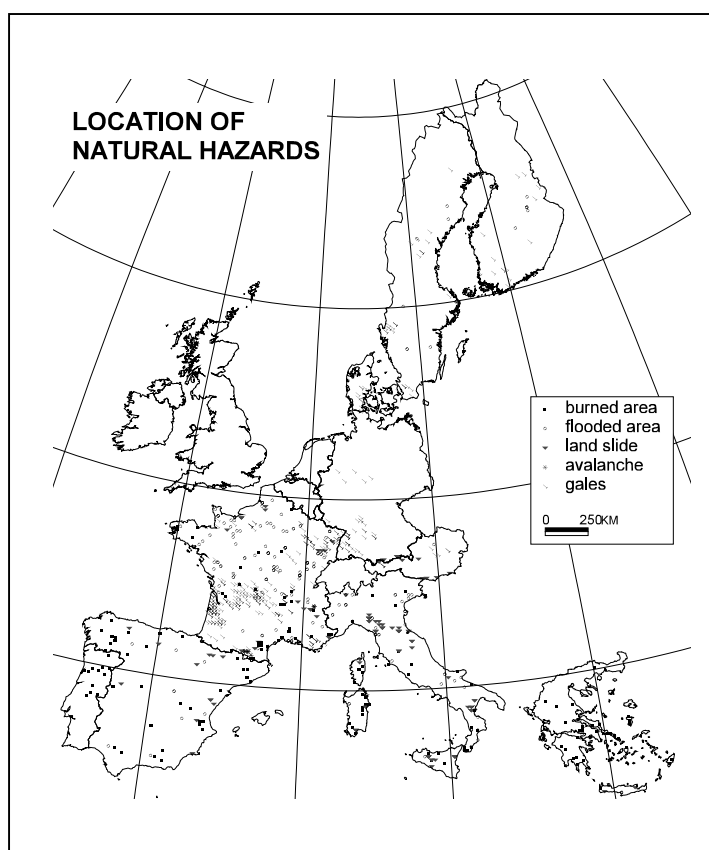 LOCATION OF
NATURAL HAZARDS
burned area
flooded area
land slide
avalanche
gales
0 250KM